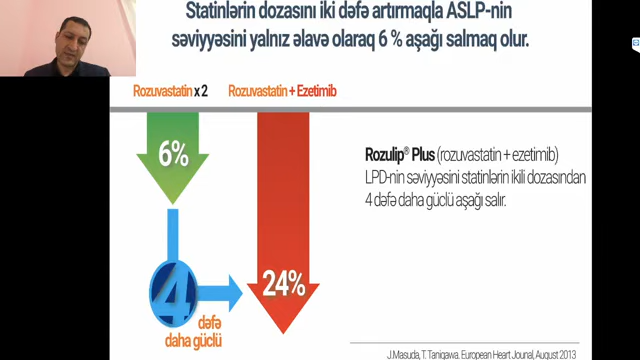 Statinlərin dozasını iki dəfə artırmaqla ASLP-nin
səviyyəsini yalnız əlavə olaraq 6 % aşağı salmaq olur.
Rozuvastatin x 2
Rozuvastatin + Ezetimib
6%
24%
4
dəfə
daha güclü
Rozulip® Plus (rozuvastatin + ezetimib)
LPD-nin səviyyəsini statinlərin ikili dozasından
4 dəfə daha güclü aşağı salır.
J.Masuda, T. Tanigawa, European Heart Jounal, August 2013